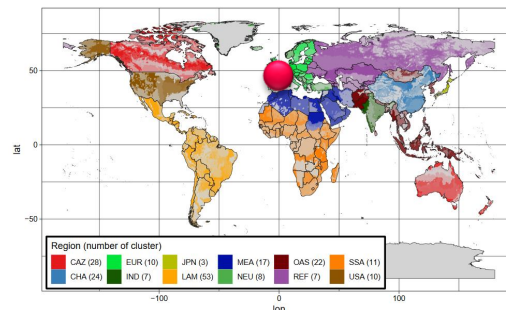 50
0
−50
lat
Region (number of cluster)
CAZ (28) EUR (10) JPN (3) MEA (17) OAS (22) SSA (11)
CHA (24) IND (7) LAM (53) NEU (8) REF (7) USA (10)
−100 0 100
lon